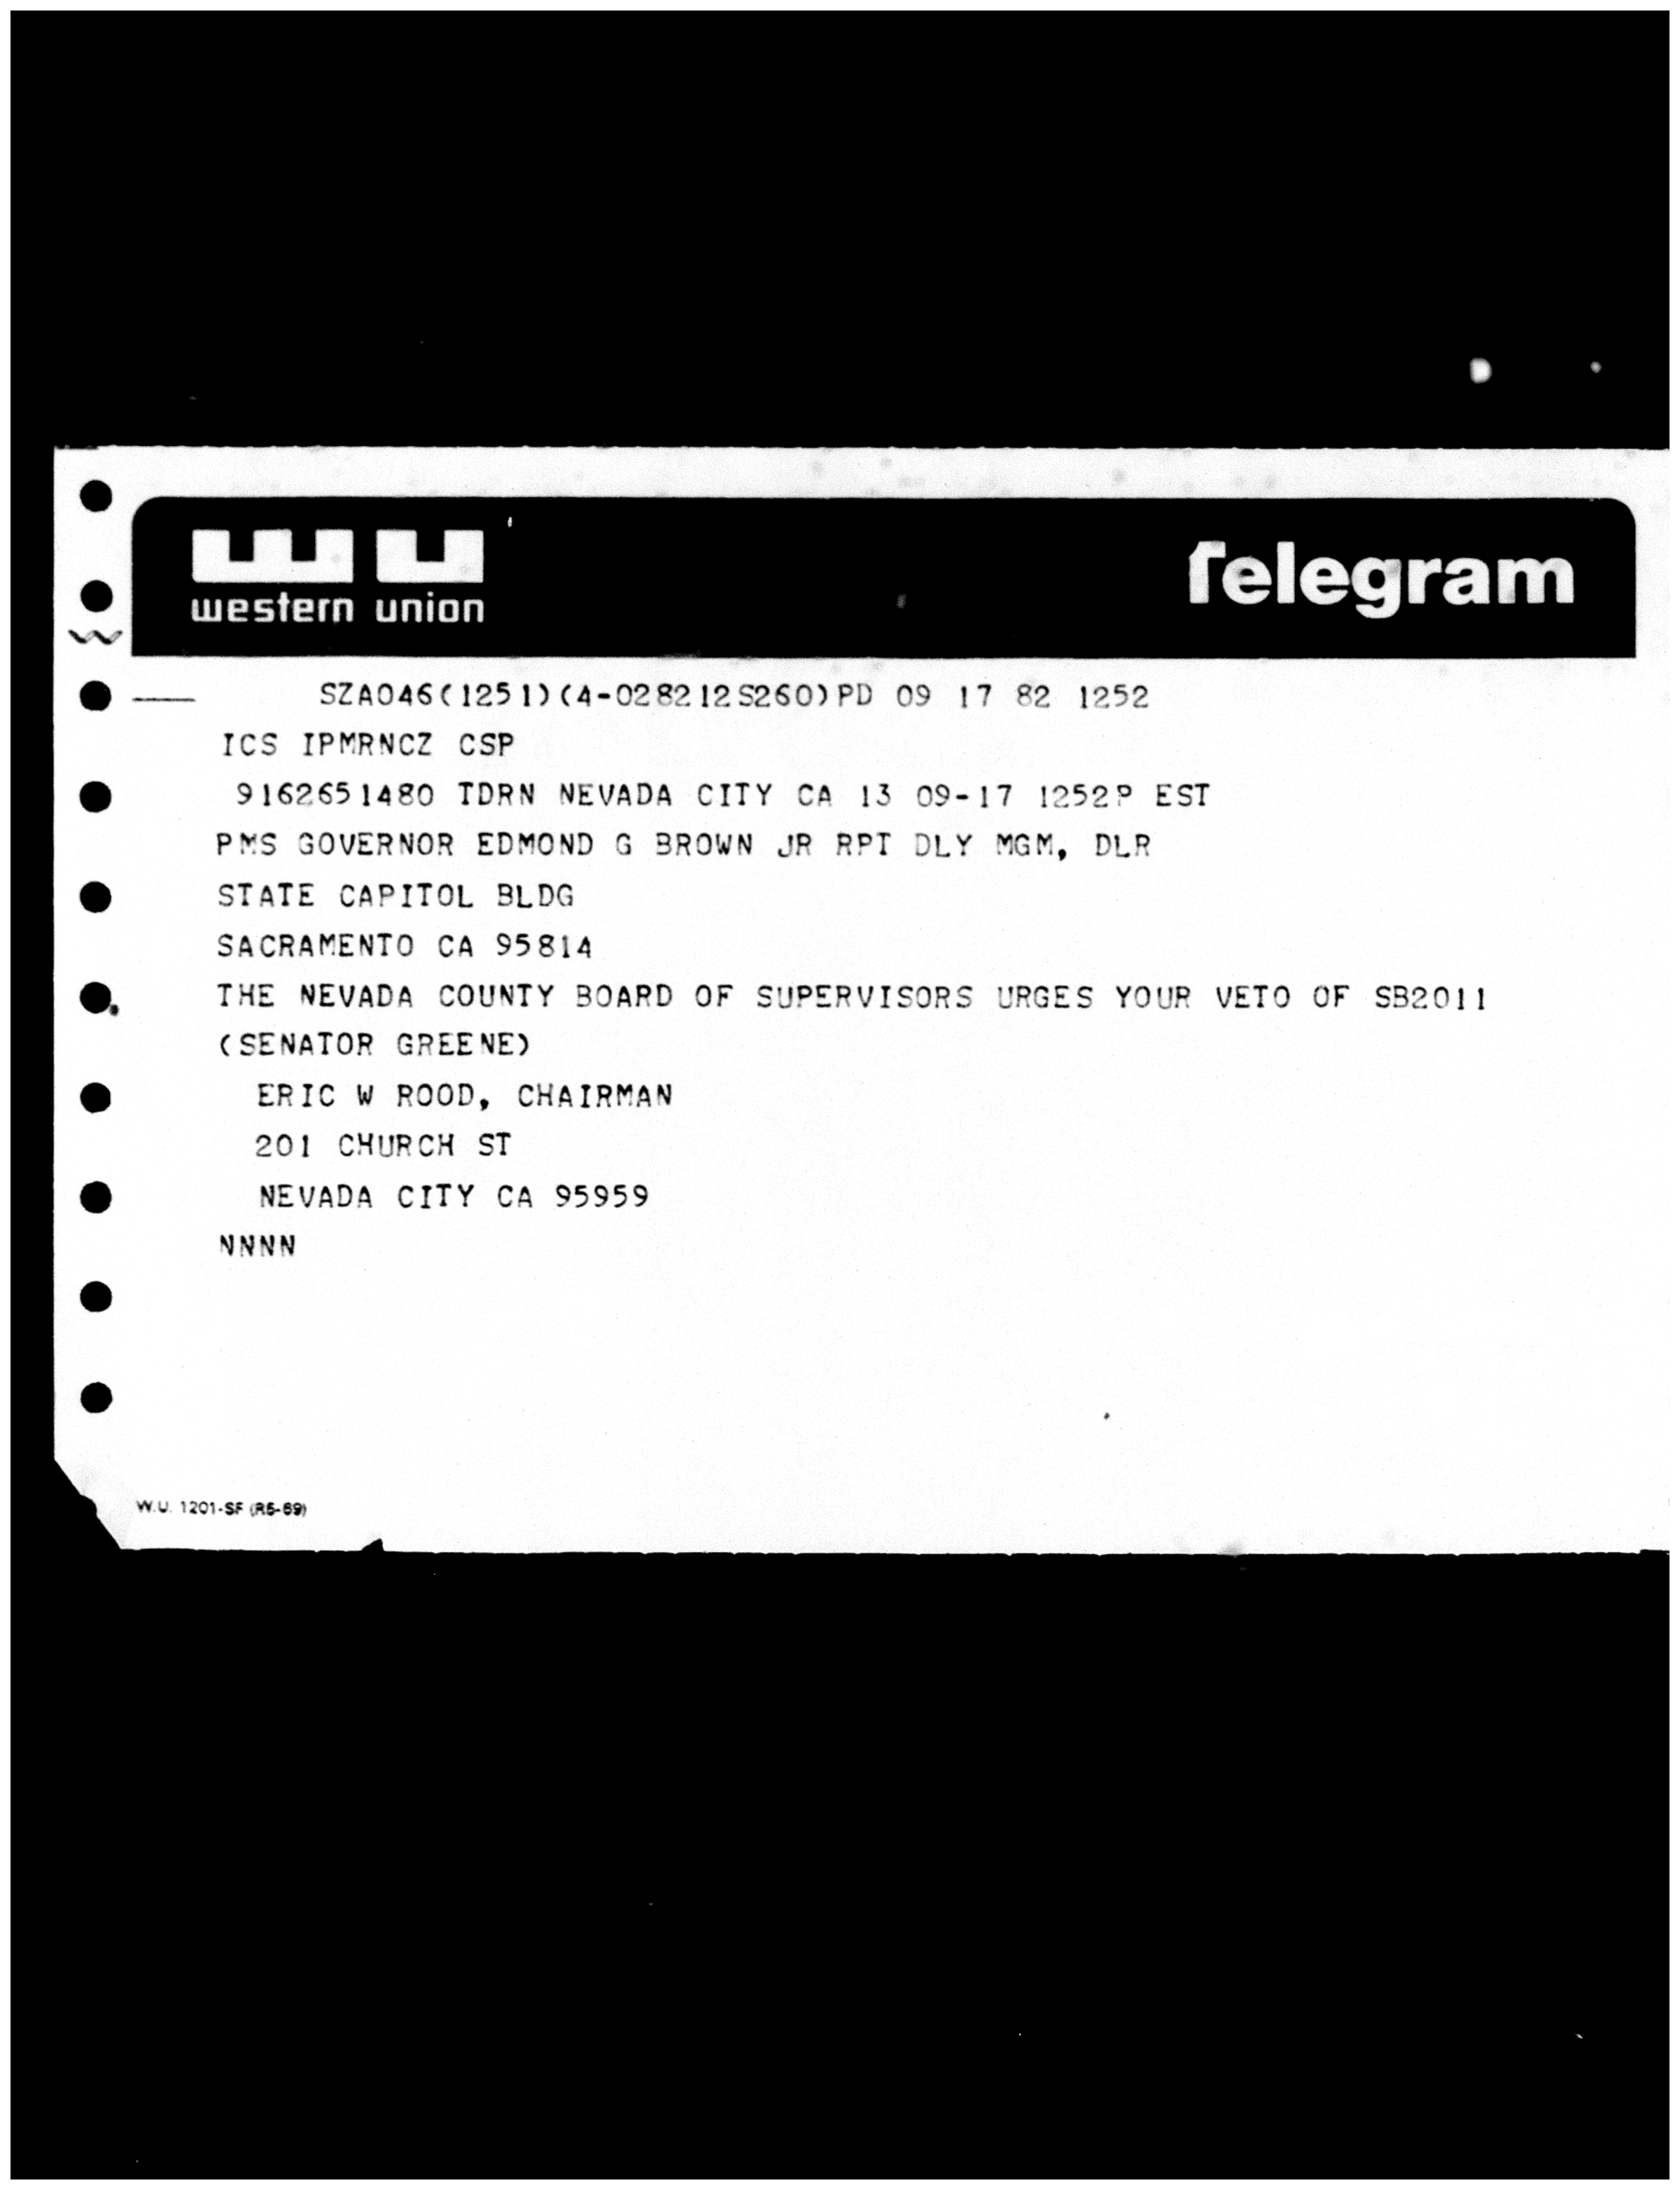 western union
Telegram
SZA046(1251)(4-028212S260)PD 09 17 82 1252
ICS IPMRNCZ CSP
9162651480 TDRN NEVADA CITY CA 13 09-17 1252P EST
PMS GOVERNOR EDMOND G BROWN JR RPT DLY MGM, DLR
STATE CAPITOL BLDG
SACRAMENTO CA 95814
THE NEVADA COUNTY BOARD OF SUPERVISORS URGES YOUR VETO OF SB2011
(SENATOR GREENE)
ERIC W ROOD, CHAIRMAN
201 CHURCH ST
NEVADA CITY CA 95959
NNNN
W.U. 1201-SF (R5-69)